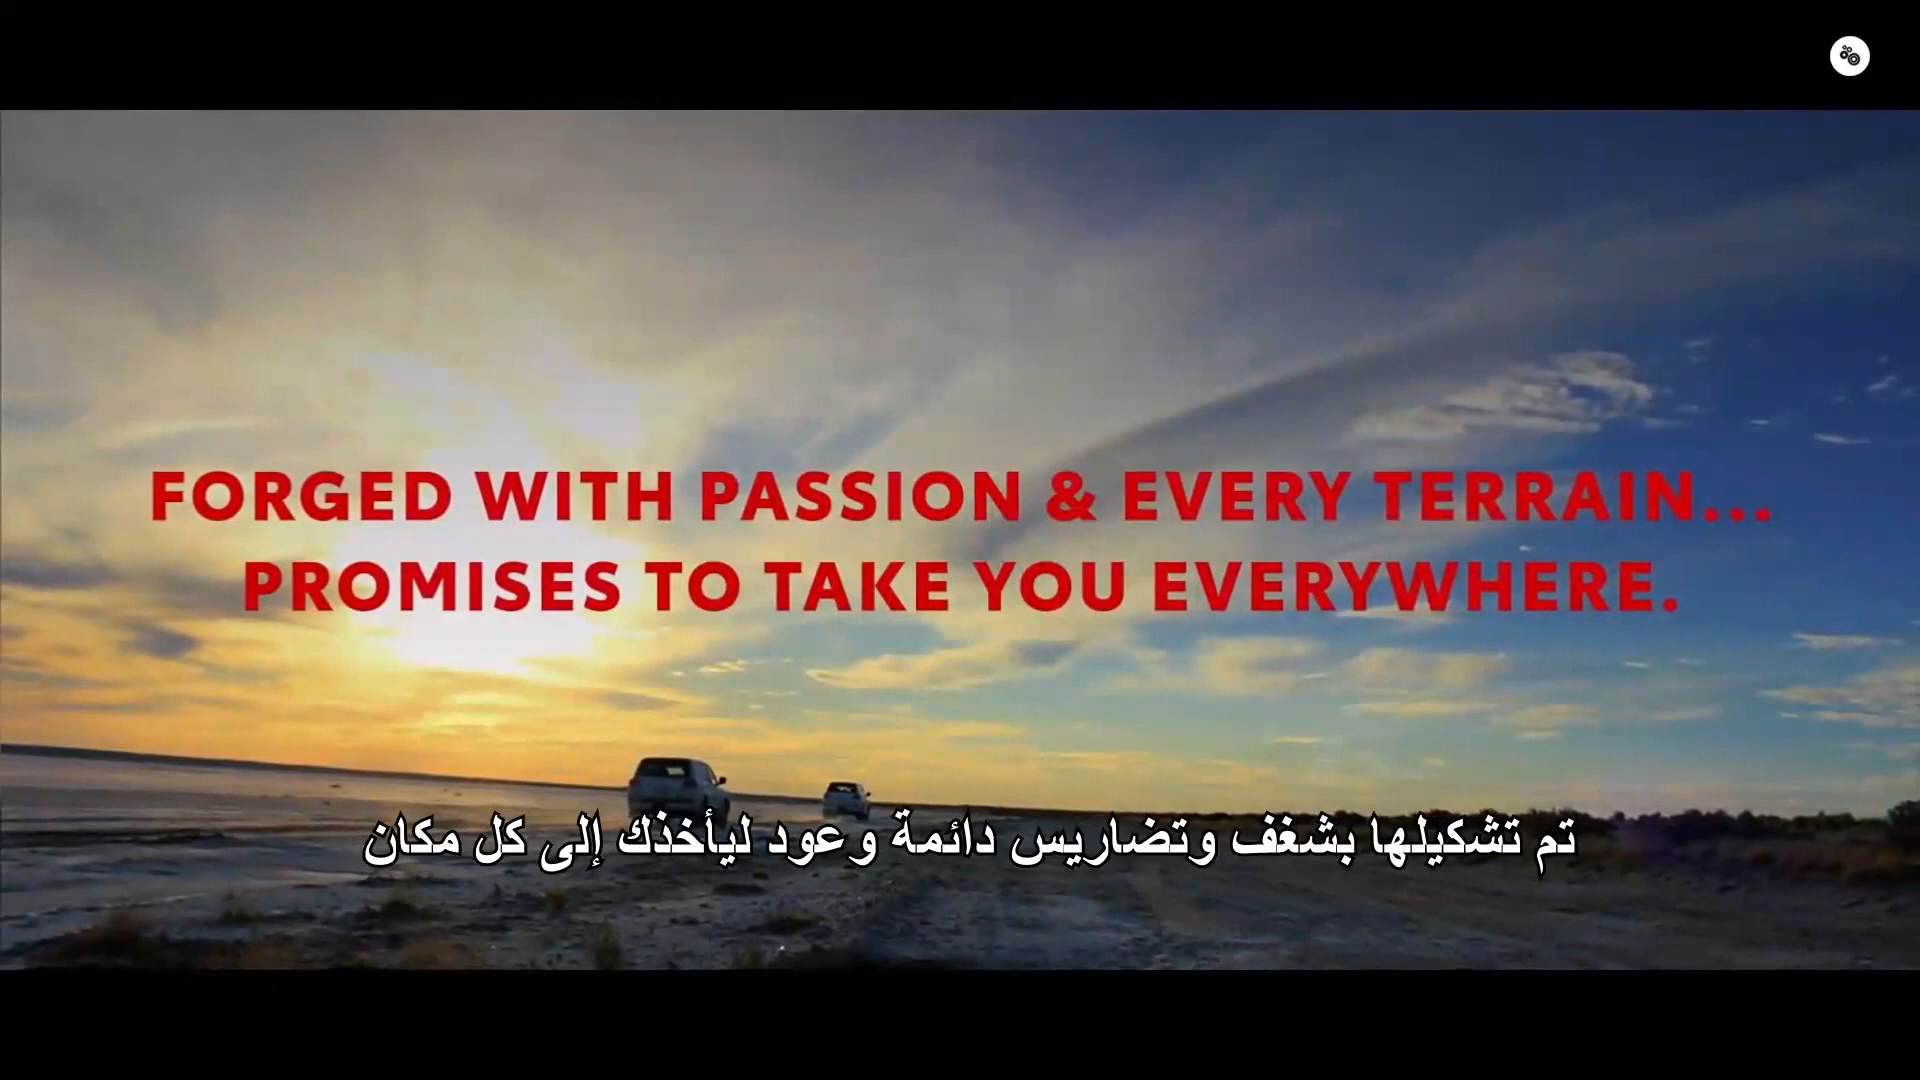 FORGED WITH PASSION & EVERY TERRAIN...
PROMISES TO TAKE YOU EVERYWHERE.
تم تشكيلها بشغف وتضاريس دائمة وعود ليأخذك إلى كل مكان